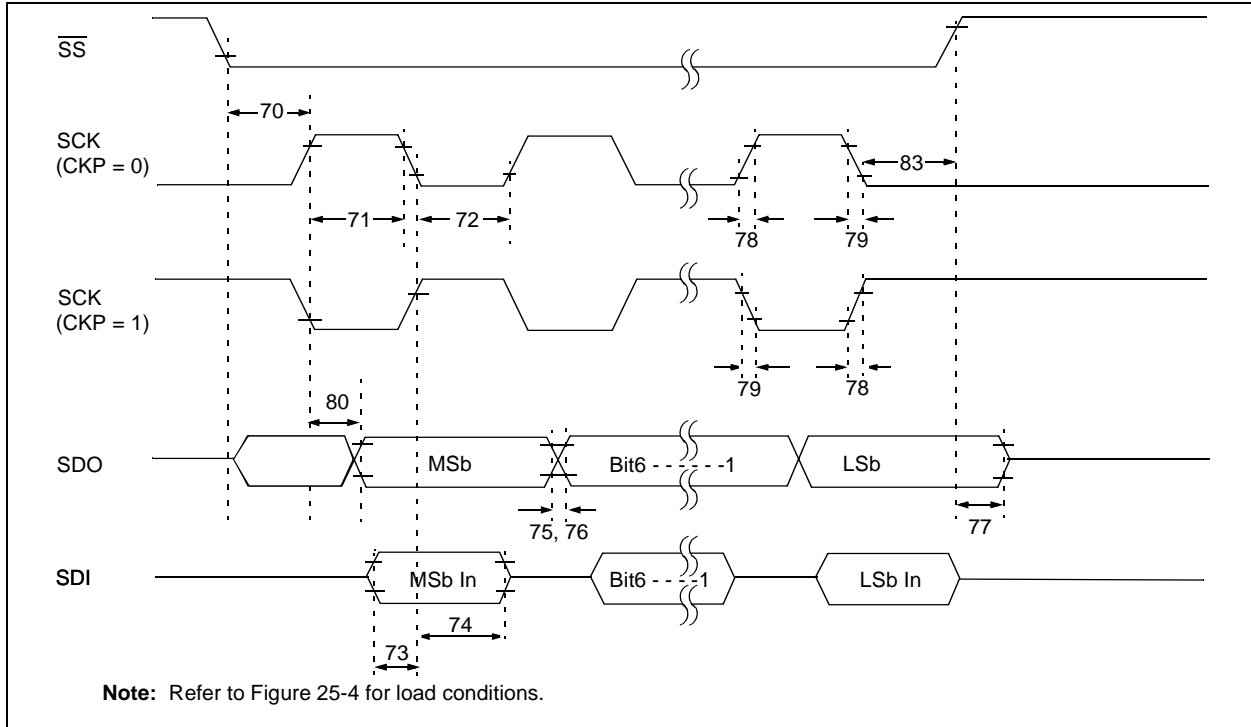 SS
70
SCK
(CKP = 0)
83
71
72
78
79
SCK
(CKP = 1)
79
78
80
SDO
MSb
Bit6 - - - - - -1
LSb
75, 76
77
SDI
MSb In
Bit6 - - - -1
LSb In
74
73
Note: Refer to Figure 25-4 for load conditions.